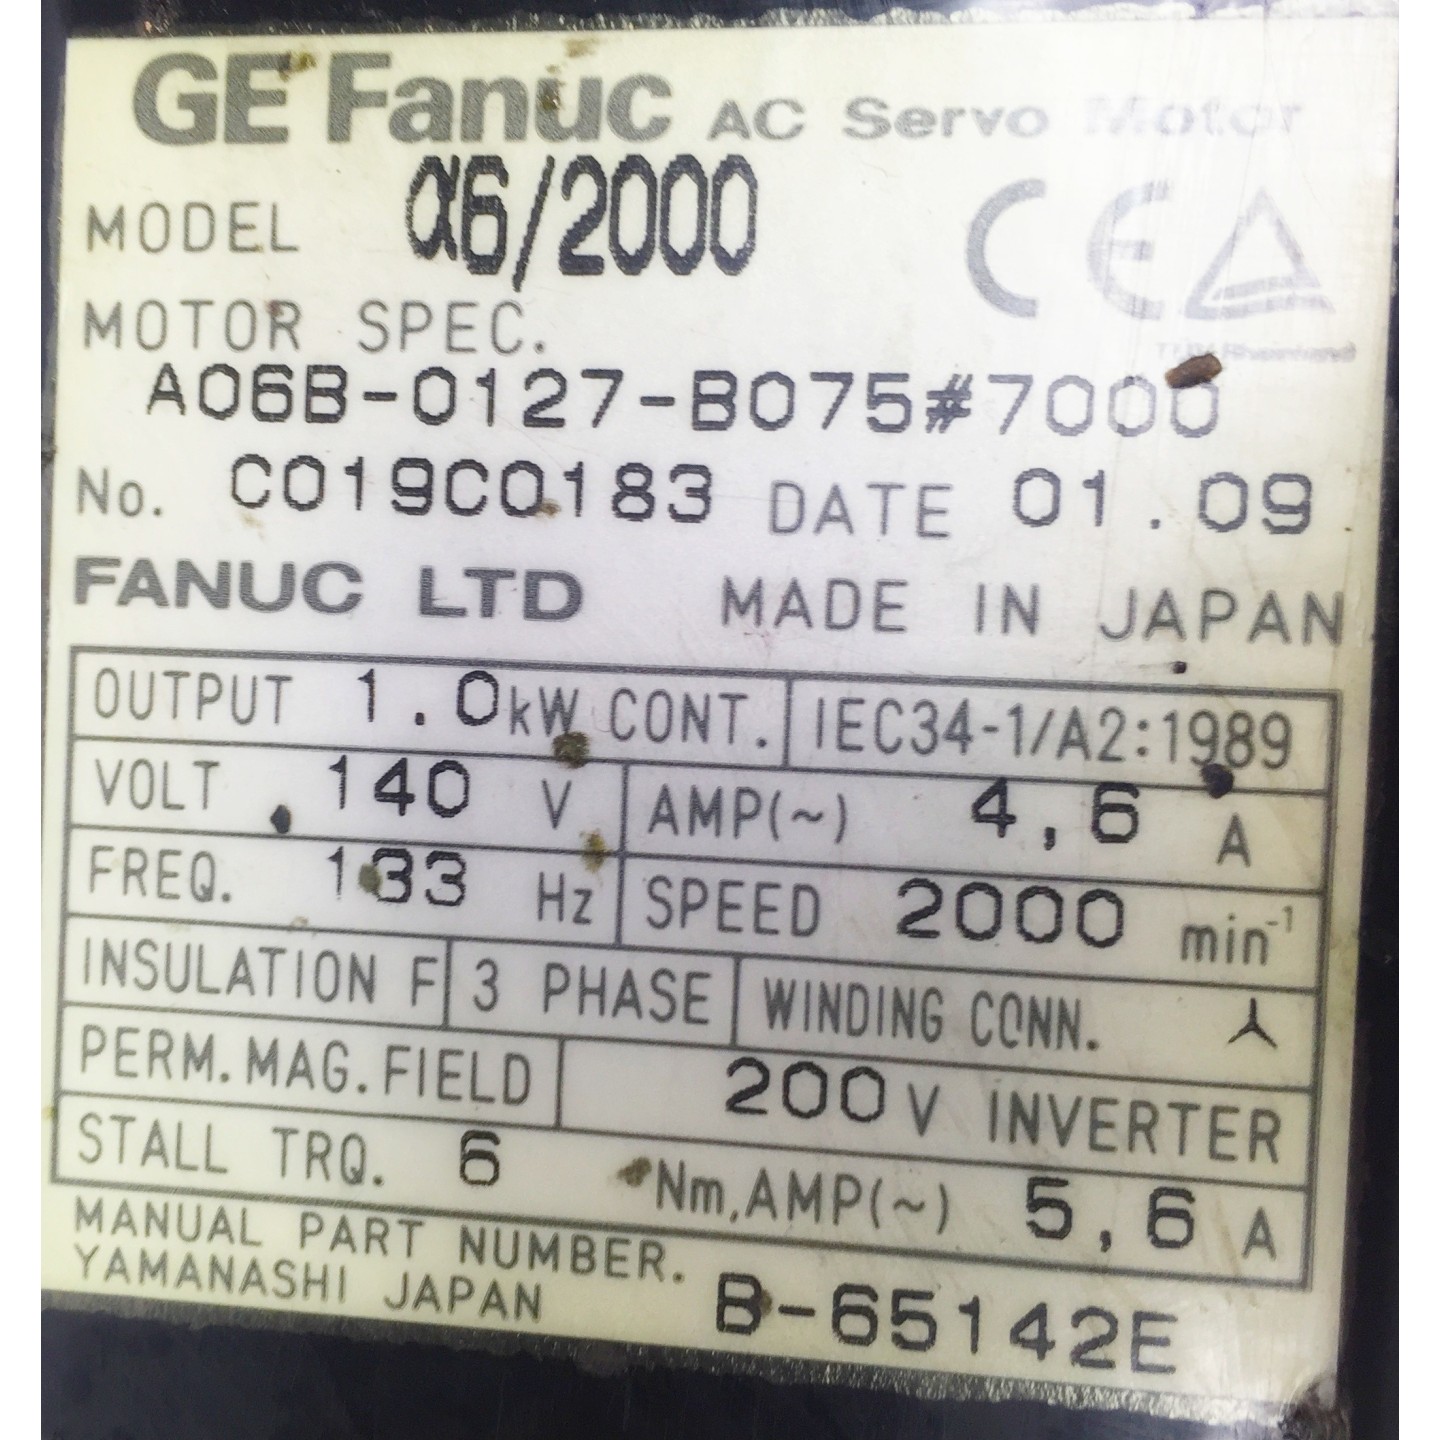 GE Fanuc AC Servo Motor
MODEL α6/2000
CE
TUV Rheinland
MOTOR SPEC.
A06B-0127-B075#7000
No. C019C0183 DATE 01.09
FANUC LTD MADE IN JAPAN
OUTPUT 1.0kW CONT. IEC34-1/A2:1989
VOLT 140 V AMP(~) 4,6 A
FREQ. 133 Hz SPEED 2000 min⁻¹
INSULATION F 3 PHASE WINDING CONN.
PERM.MAG.FIELD 200V INVERTER
STALL TRQ. 6 Nm,AMP(~) 5,6 A
MANUAL PART NUMBER. B-65142E
YAMANASHI JAPAN